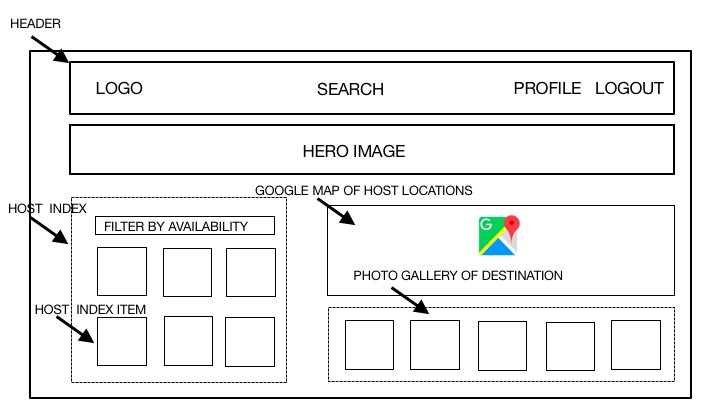 HEADER
LOGO SEARCH PROFILE LOGOUT
HERO IMAGE
GOOGLE MAP OF HOST LOCATIONS
HOST INDEX
FILTER BY AVAILABILITY
G
PHOTO GALLERY OF DESTINATION
HOST INDEX ITEM